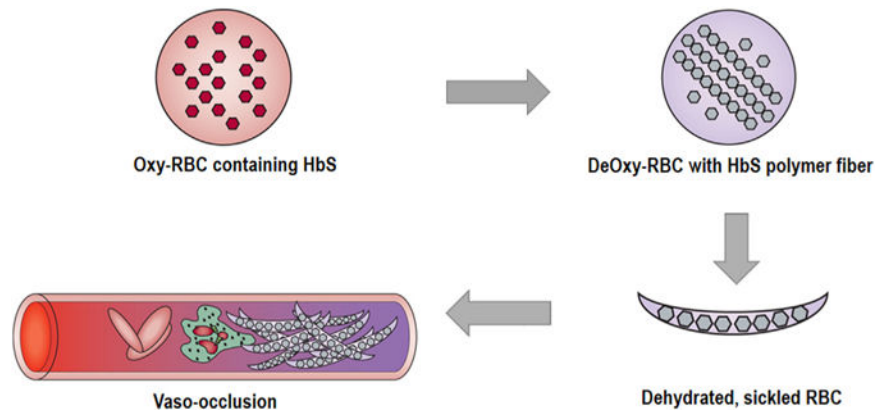 Oxy-RBC containing HbS
DeOxy-RBC with HbS polymer fiber
Vaso-occlusion
Dehydrated, sickled RBC